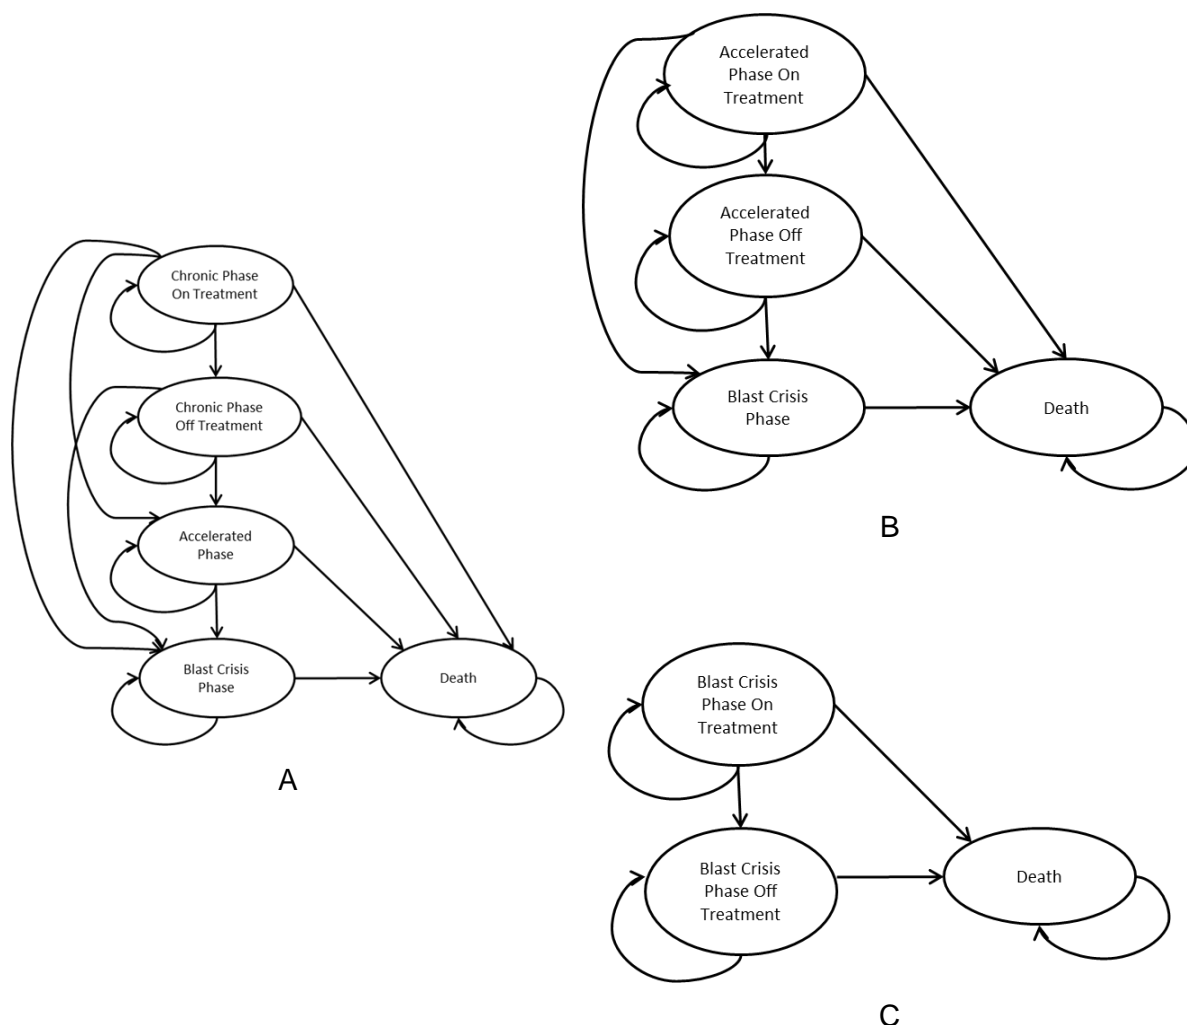 Chronic Phase
On Treatment
Chronic Phase
Off Treatment
Accelerated
Phase
Blast Crisis
Phase
Death
A
Accelerated
Phase On
Treatment
Accelerated
Phase Off
Treatment
Blast Crisis
Phase
Death
B
Blast Crisis
Phase On
Treatment
Blast Crisis
Phase Off
Treatment
Death
C